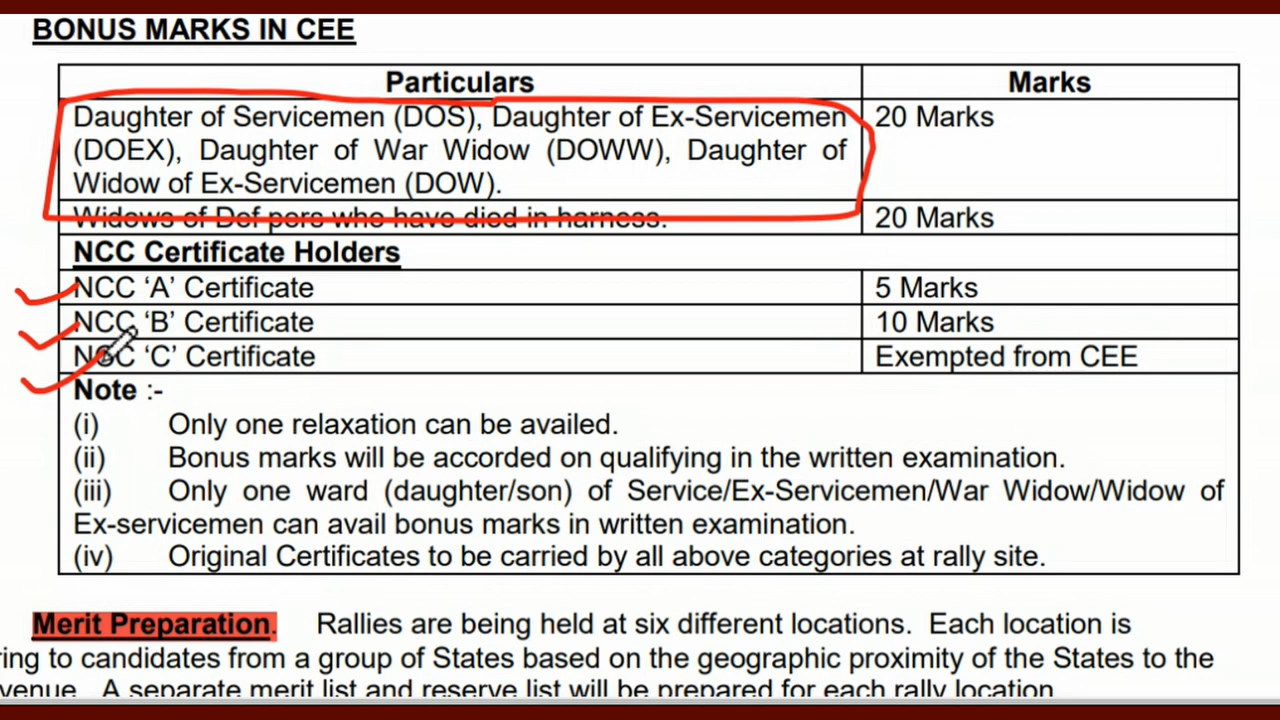 BONUS MARKS IN CEE
Particulars Marks
Daughter of Servicemen (DOS), Daughter of Ex-Servicemen 20 Marks
(DOEX), Daughter of War Widow (DOWW), Daughter of
Widow of Ex-Servicemen (DOW).
Widows of Def pers who have died in harness. 20 Marks
NCC Certificate Holders
NCC ‘A’ Certificate 5 Marks
NCC ‘B’ Certificate 10 Marks
NCC ‘C’ Certificate Exempted from CEE
Note :-
(i) Only one relaxation can be availed.
(ii) Bonus marks will be accorded on qualifying in the written examination.
(iii) Only one ward (daughter/son) of Service/Ex-Servicemen/War Widow/Widow of
Ex-servicemen can avail bonus marks in written examination.
(iv) Original Certificates to be carried by all above categories at rally site.
Merit Preparation. Rallies are being held at six different locations. Each location is
ring to candidates from a group of States based on the geographic proximity of the States to the
venue. A separate merit list and reserve list will be prepared for each rally location